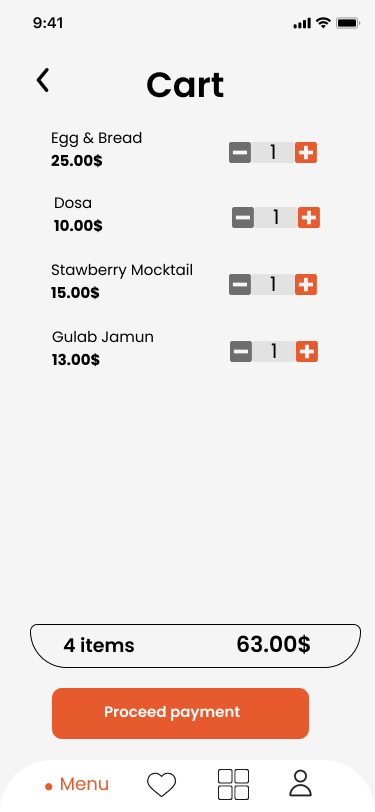 9:41
Cart
Egg & Bread
25.00$
1
Dosa
10.00$
1
Stawberry Mocktail
15.00$
1
Gulab Jamun
13.00$
1
4 items 63.00$
Proceed payment
Menu